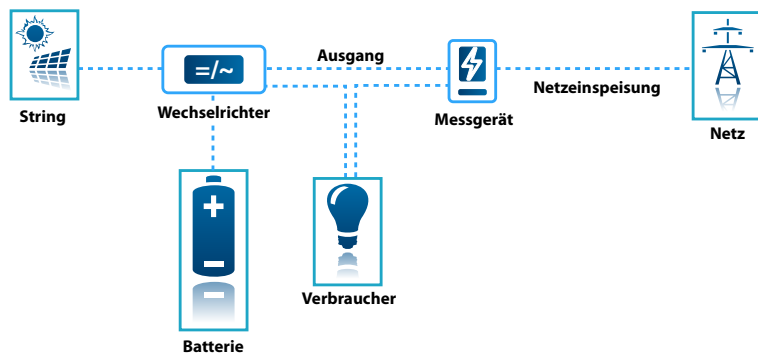 =/~
Ausgang
Netzeinspeisung
String
Wechselrichter
Messgerät
Netz
+
–
Verbraucher
Batterie